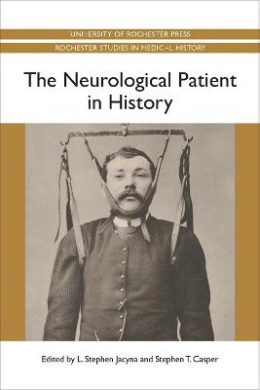 UNIVERSITY OF ROCHESTER PRESS
ROCHESTER STUDIES IN MEDICAL HISTORY
The Neurological Patient
in History
Edited by L. Stephen Jacyna and Stephen T. Casper